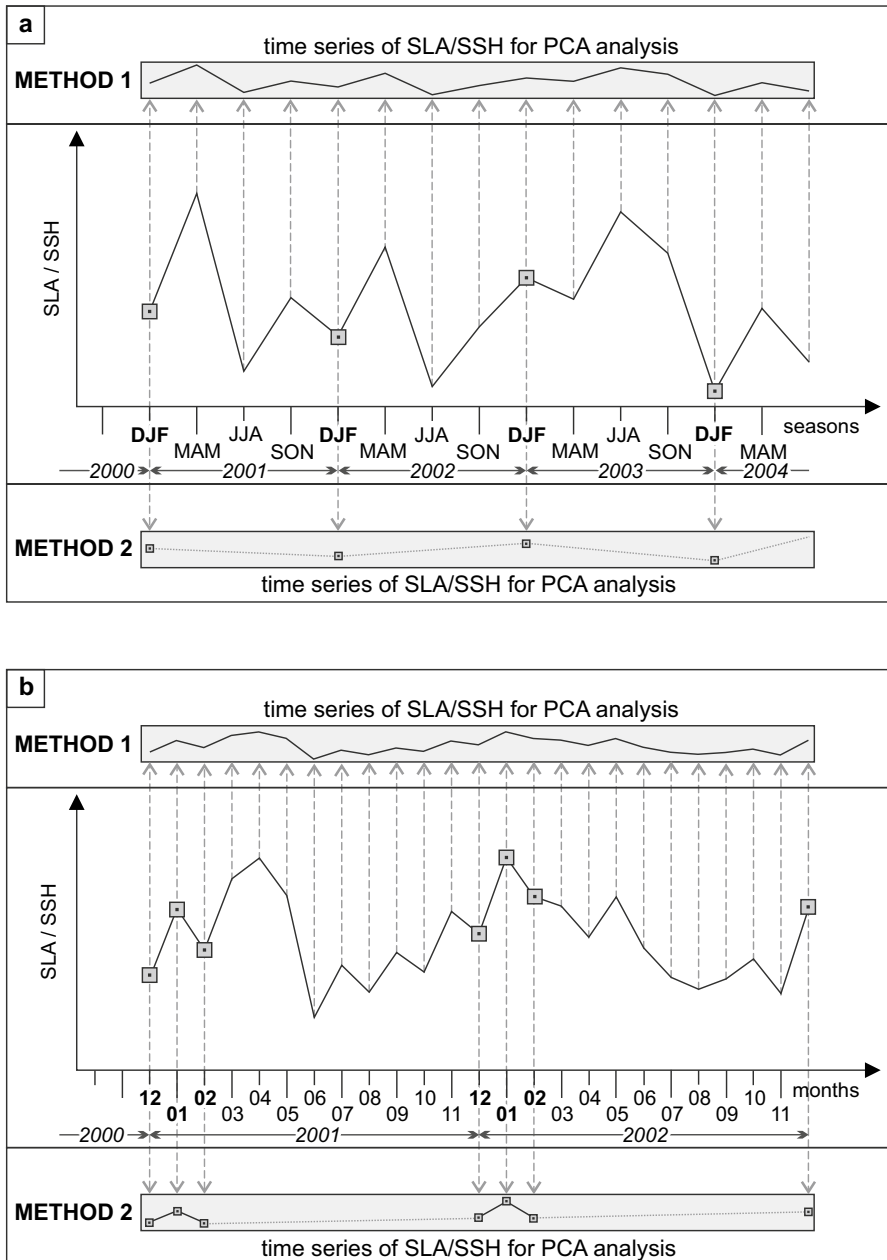 a
time series of SLA/SSH for PCA analysis
METHOD 1
SLA / SSH
seasons
DJF MAM JJA SON DJF MAM JJA SON DJF MAM JJA SON DJF MAM
2000 2001 2002 2003 2004
METHOD 2
time series of SLA/SSH for PCA analysis
b
time series of SLA/SSH for PCA analysis
METHOD 1
SLA / SSH
months
12 01 02 03 04 05 06 07 08 09 10 11 12 01 02 03 04 05 06 07 08 09 10 11
2000 2001 2002
METHOD 2
time series of SLA/SSH for PCA analysis